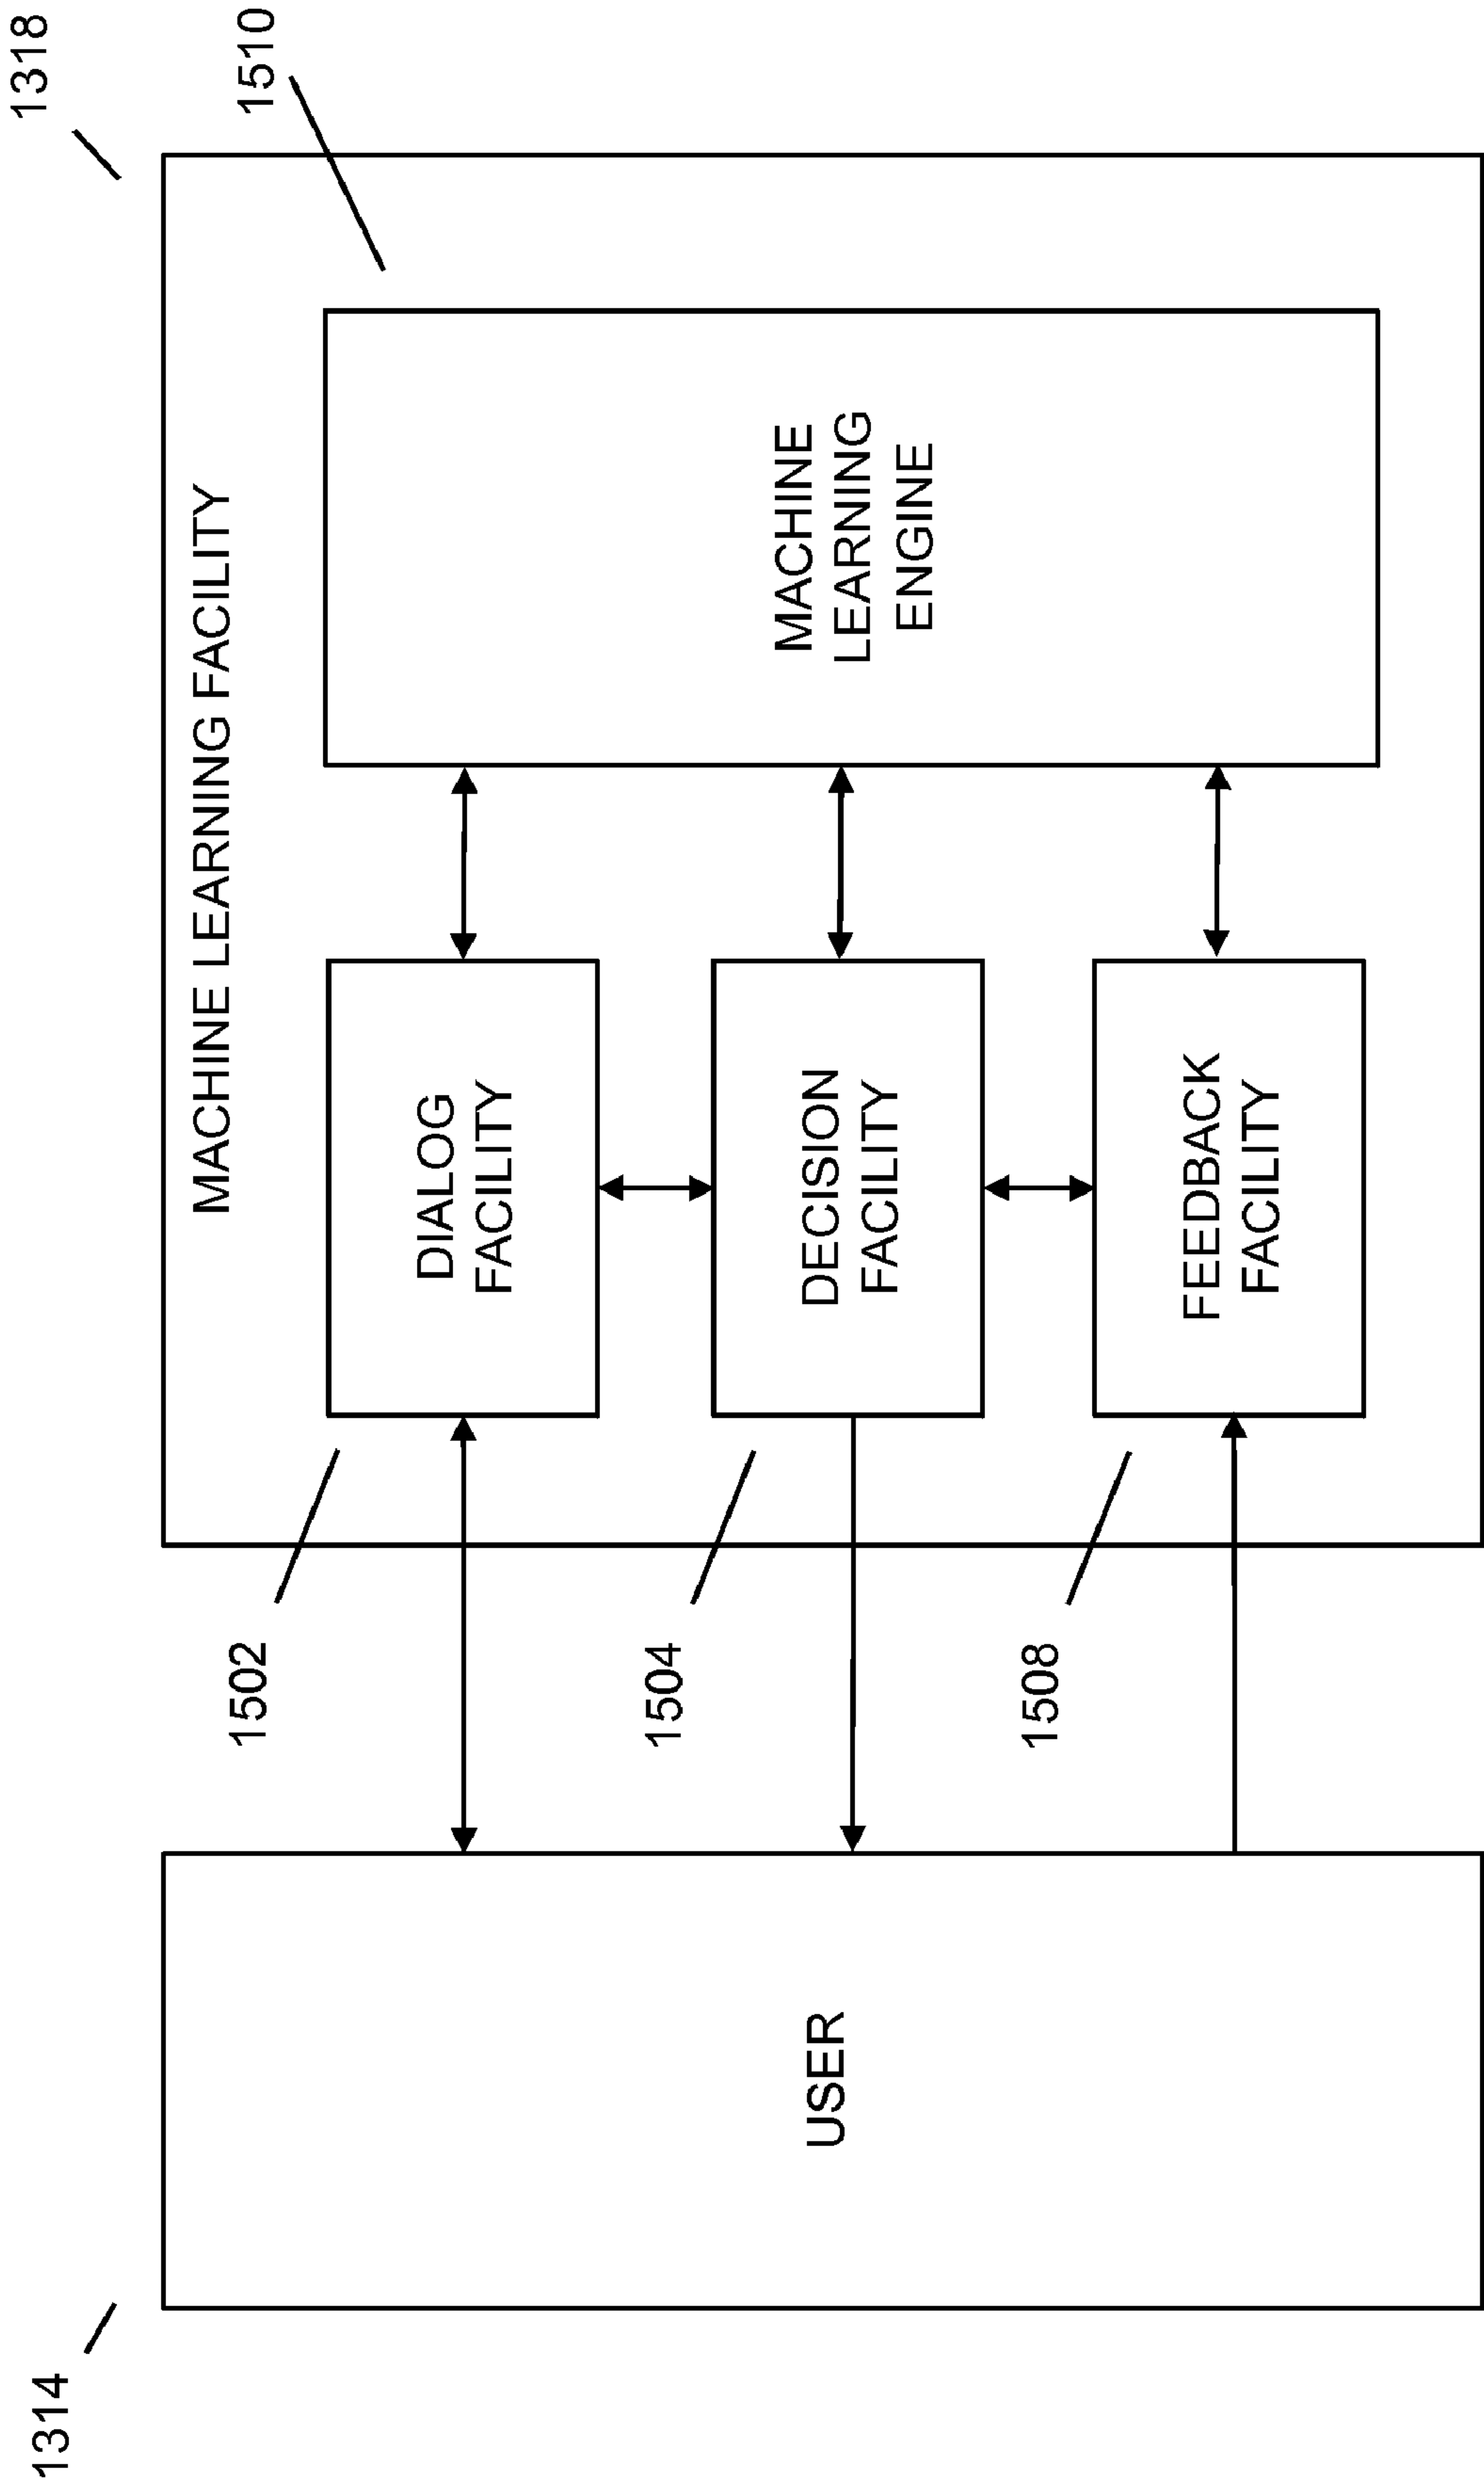 1314
1318
MACHINE LEARNING FACILITY
1510
USER
1502
DIALOG
FACILITY
1504
DECISION
FACILITY
1508
FEEDBACK
FACILITY
MACHINE
LEARNING
ENGINE